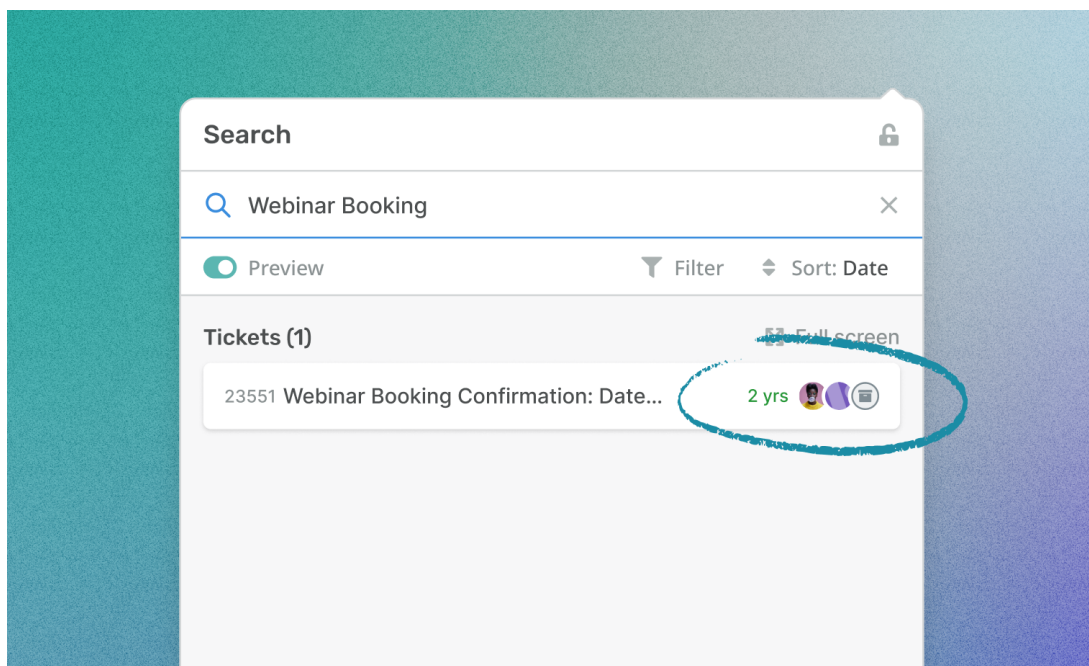 Search
Webinar Booking
Preview Filter Sort: Date
Tickets (1) Full screen
23551 Webinar Booking Confirmation: Date... 2 yrs